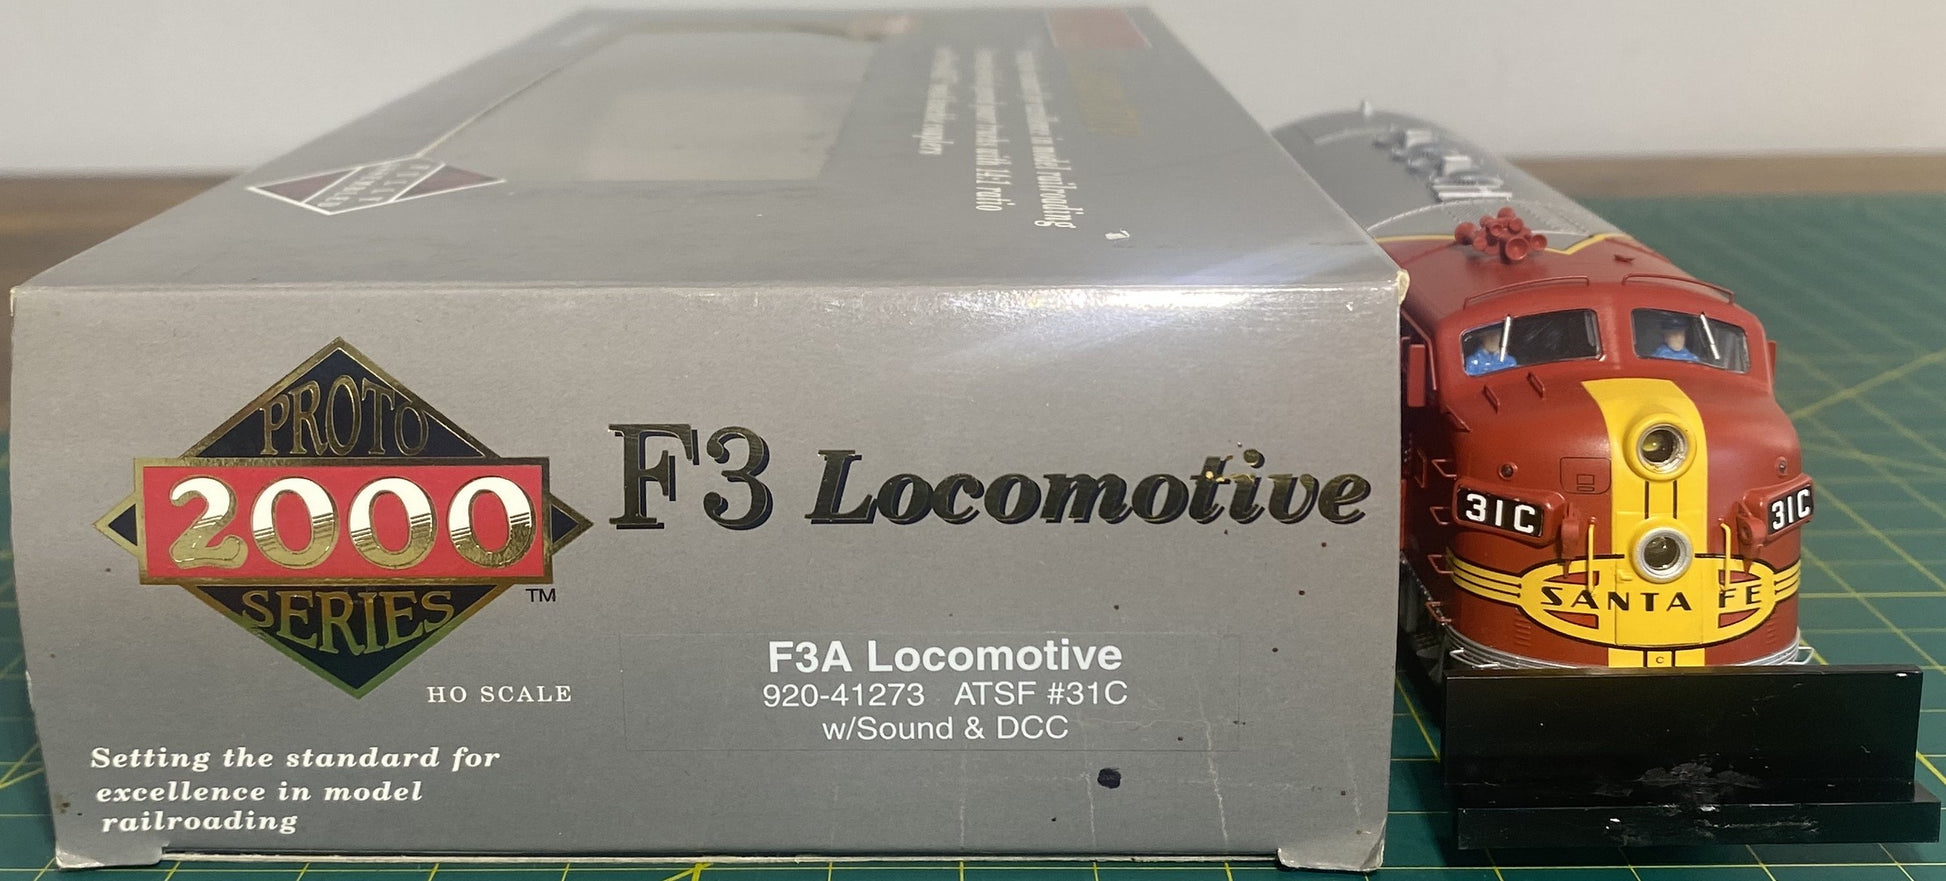 PROTO
2000
SERIES
TM
HO SCALE
F3 Locomotive
F3A Locomotive
920-41273 ATSF #31C
w/Sound & DCC
Setting the standard for
excellence in model
railroading
31C
31C
SANTA FE
C